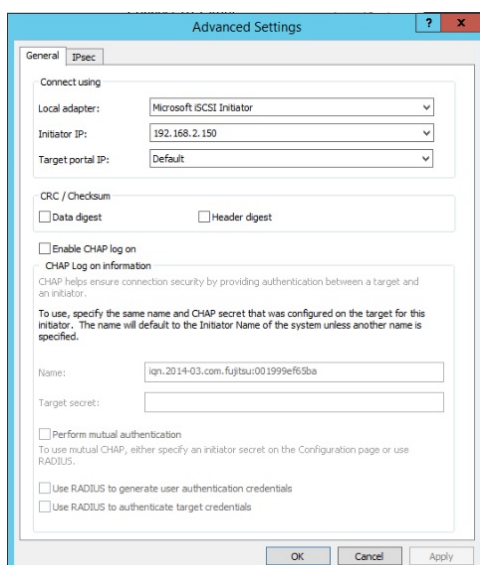 Advanced Settings
? x
General IPsec
Connect using
Local adapter: Microsoft iSCSI Initiator
Initiator IP: 192.168.2.150
Target portal IP: Default
CRC / Checksum
Data digest Header digest
Enable CHAP log on
CHAP Log on information
CHAP helps ensure connection security by providing authentication between a target and
an initiator.
To use, specify the same name and CHAP secret that was configured on the target for this
initiator. The name will default to the Initiator Name of the system unless another name is
specified.
Name: iqn.2014-03.com.fujitsu:001999ef65ba
Target secret:
Perform mutual authentication
To use mutual CHAP, either specify an initiator secret on the Configuration page or use
RADIUS.
Use RADIUS to generate user authentication credentials
Use RADIUS to authenticate target credentials
OK Cancel Apply